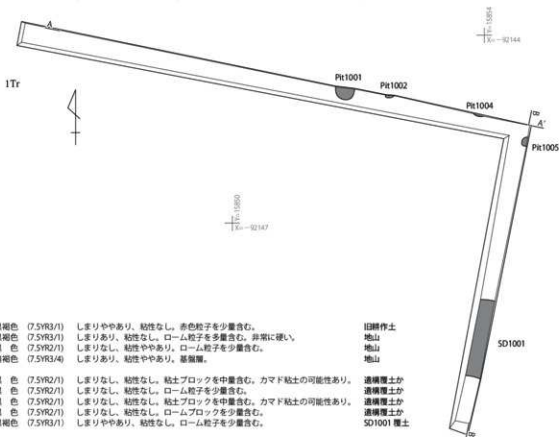 Y=-15854
X=-92144
A
1Tr
Pit1001
Pit1002
Pit1004
B
A'
Pit1005
Y=-15850
X=-92147
SD1001
褐色 (7.5YR3/1) しまりややあり、粘性なし。赤色粒子を少量含む。 旧耕作土
褐色 (7.5YR3/1) しまりあり、粘性なし。ローム粒子を多量含む。非常に硬い。 地山
色 (7.5YR2/1) しまりなし、粘性ややあり。ローム粒子を少量含む。 地山
褐色 (7.5YR3/4) しまりあり、粘性ややあり。基盤層。 地山
色 (7.5YR2/1) しまりなし、粘性なし。粘土ブロックを中量含む。カマド粘土の可能性あり。 遺構覆土か
色 (7.5YR2/1) しまりなし、粘性なし。ローム粒子を少量含む。 遺構覆土か
色 (7.5YR2/1) しまりなし、粘性なし。粘土ブロックを中量含む。カマド粘土の可能性あり。 遺構覆土か
色 (7.5YR2/1) しまりなし、粘性なし。ロームブロックを少量含む。 遺構覆土か
褐色 (7.5YR3/1) しまりややあり、粘性なし。ローム粒子を少量含む。 SD1001 覆土
B'